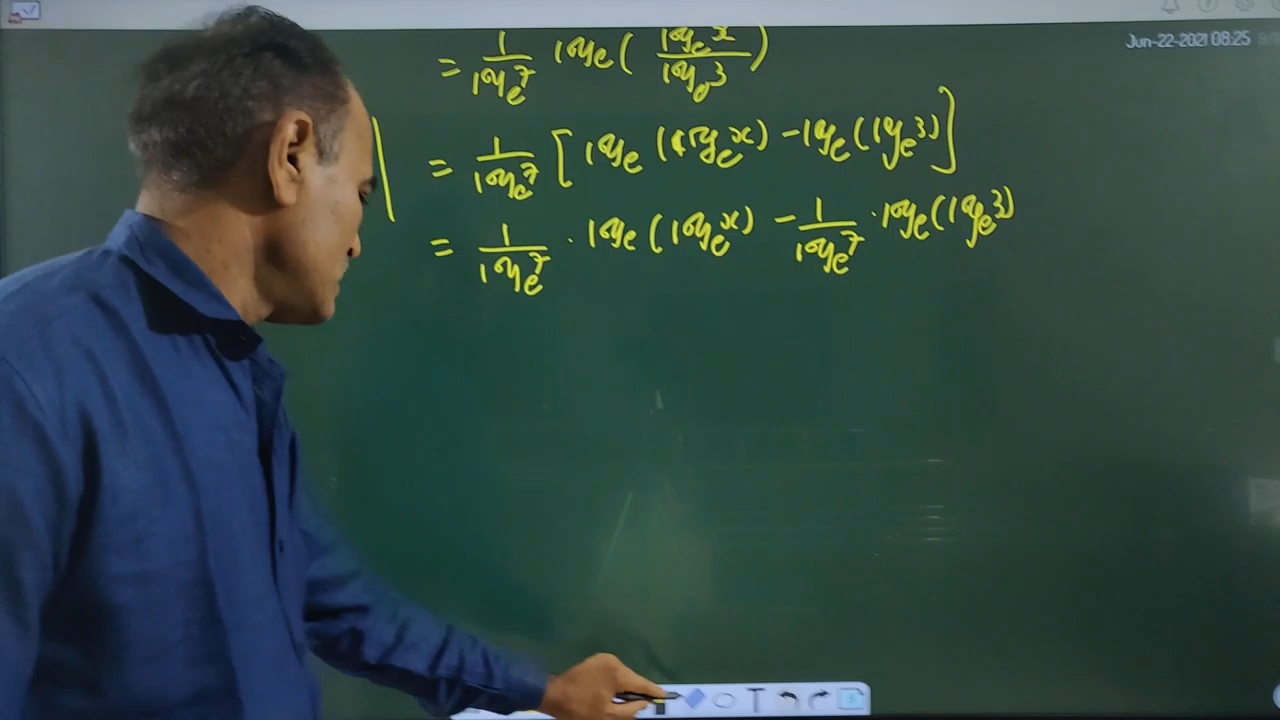 Jun-22-2021 08:25
= 1/log_e 7 log_e ( log_e x / log_e 3 )
= 1/log_e 7 [ log_e (log_e x) - log_e (log_e 3) ]
= 1/log_e 7 · log_e (log_e x) - 1/log_e 7 · log_e (log_e 3)
T